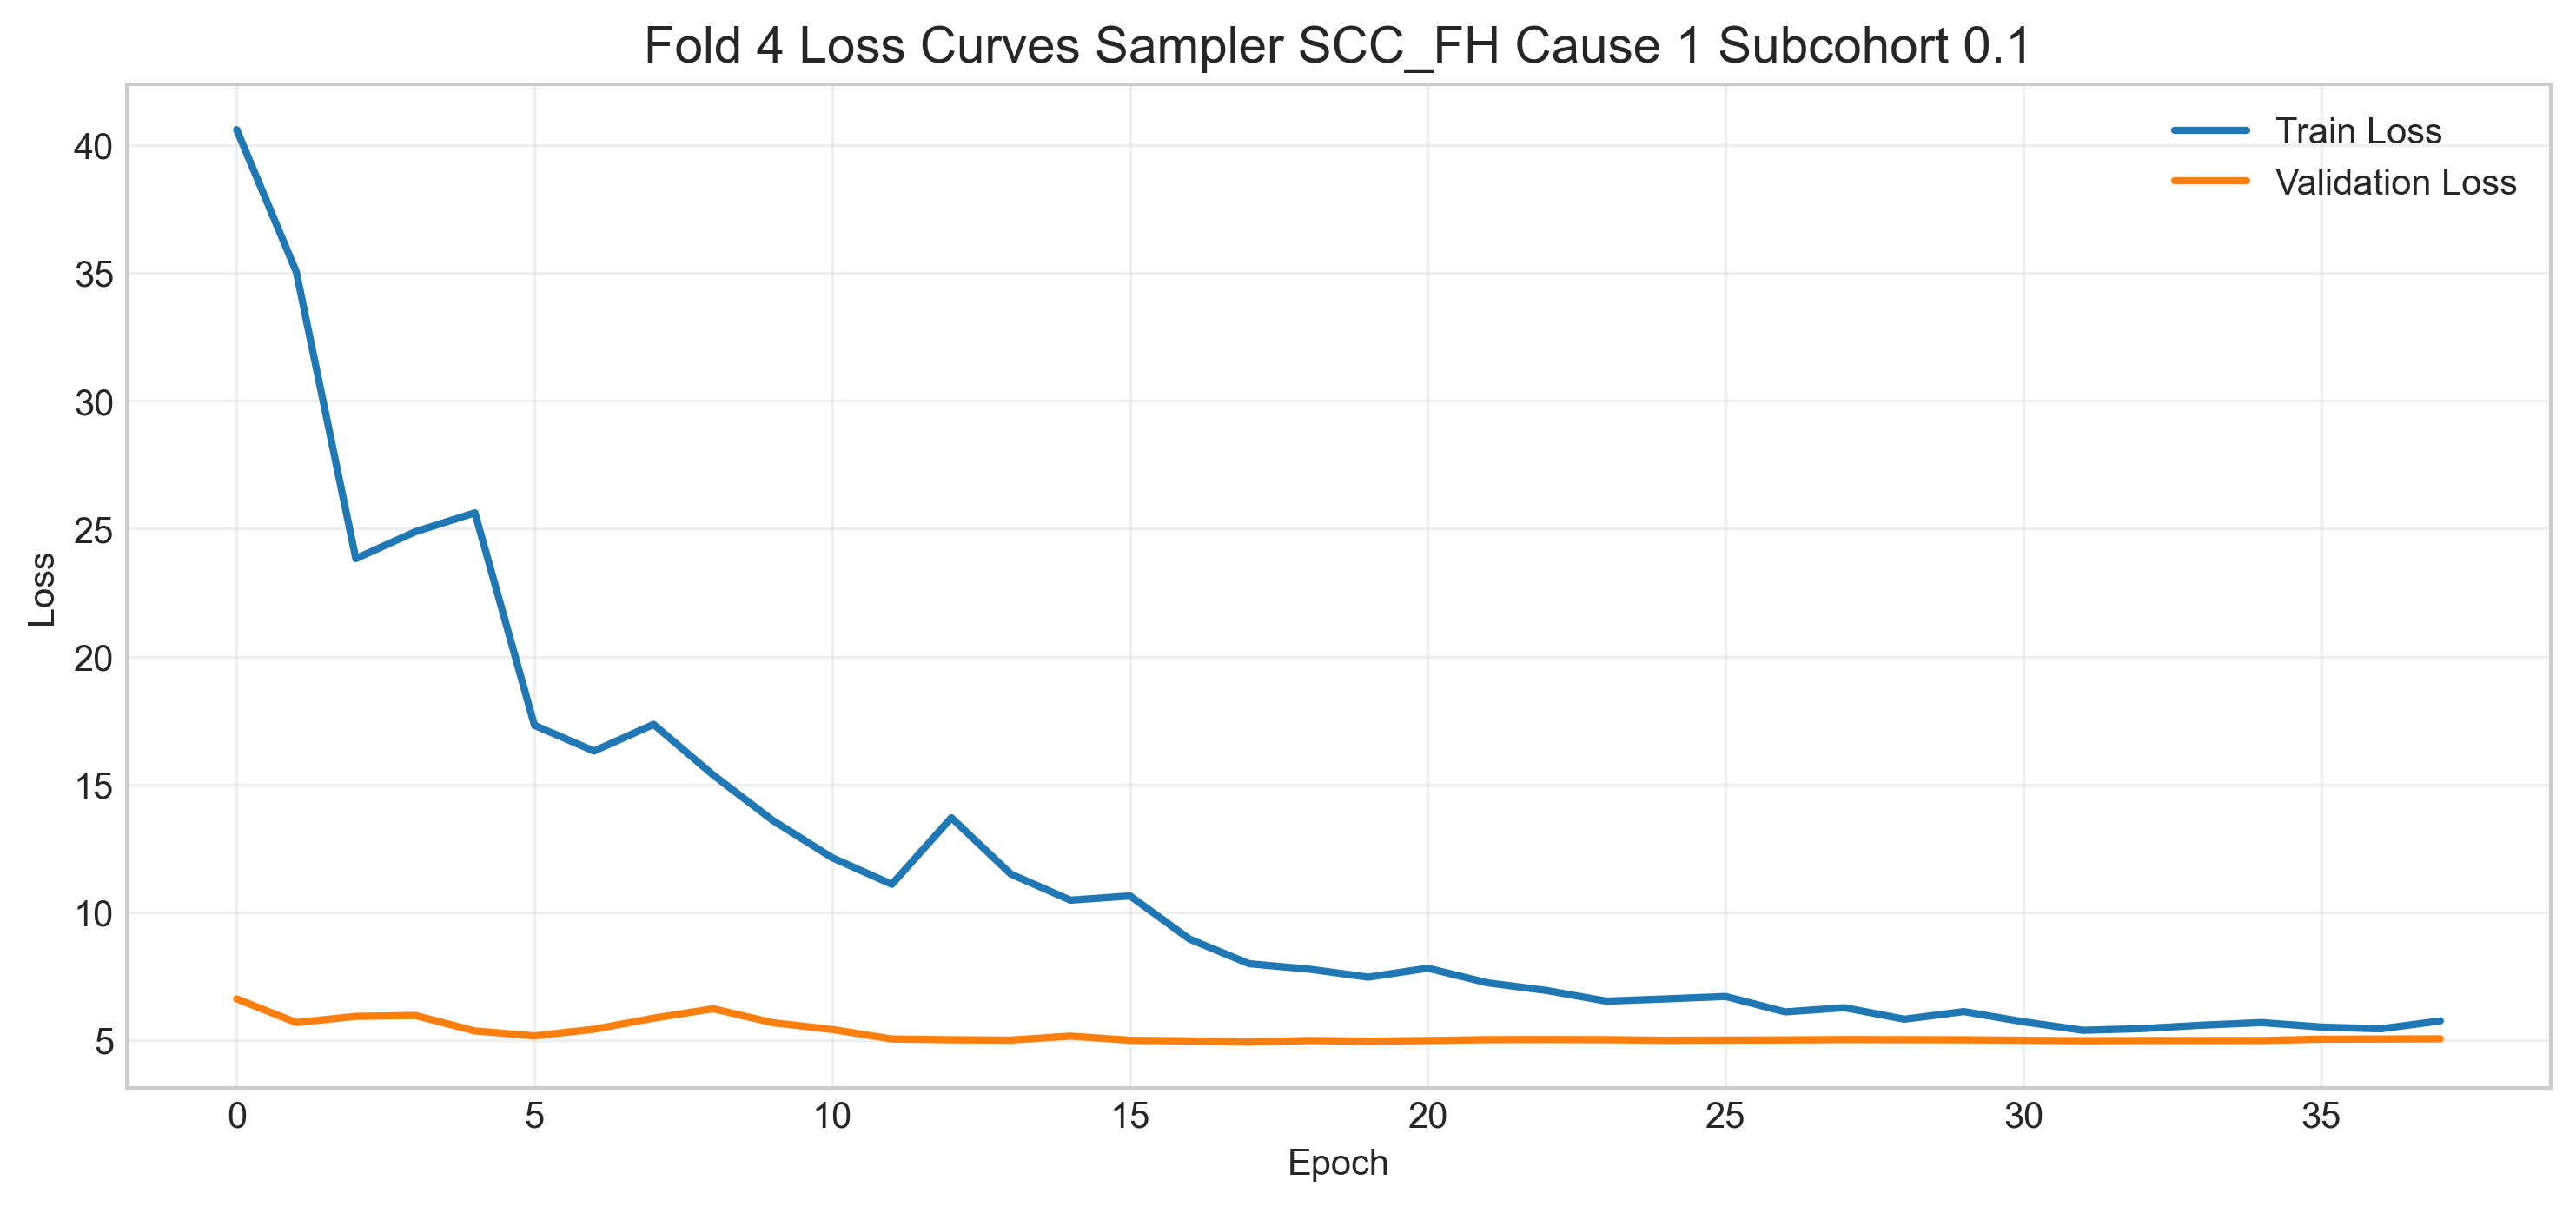 Fold 4 Loss Curves Sampler SCC_FH Cause 1 Subcohort 0.1
Train Loss
Validation Loss
Loss
40
35
30
25
20
15
10
5
0 5 10 15 20 25 30 35
Epoch